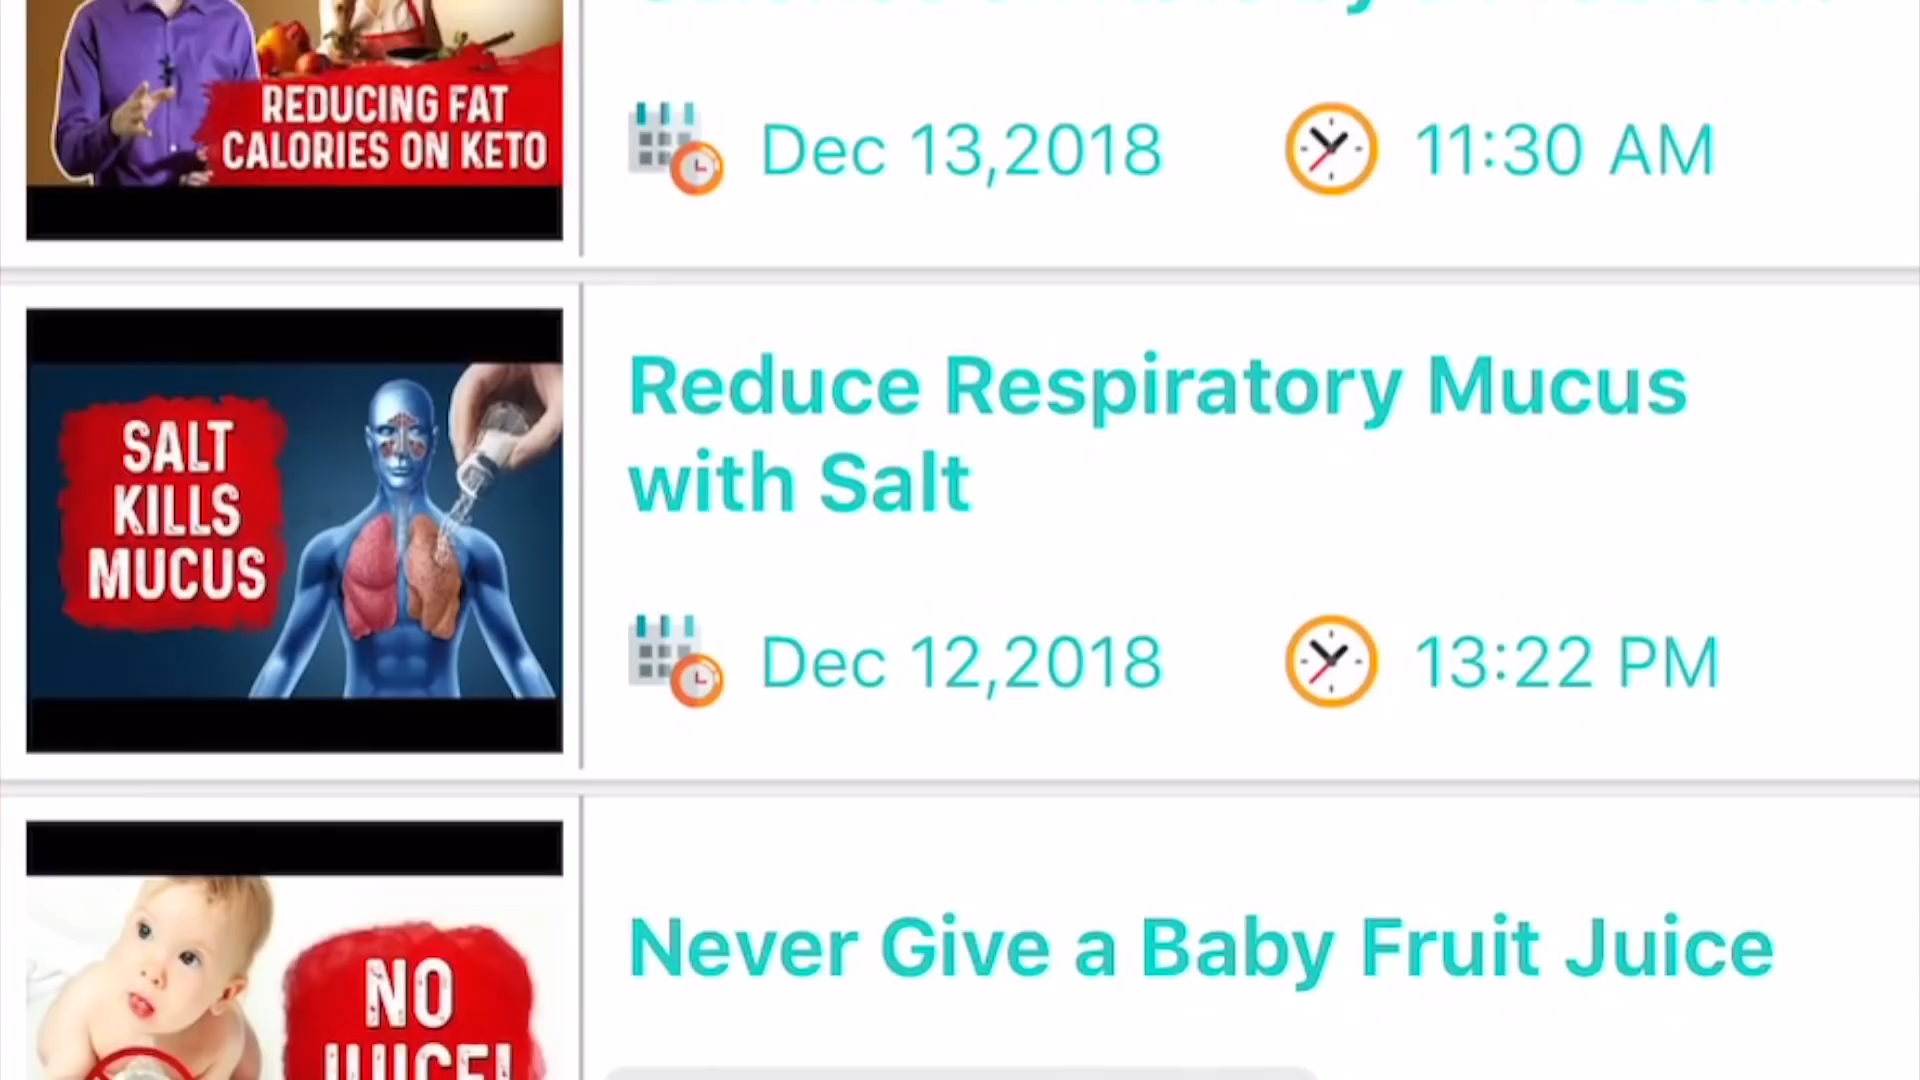 REDUCING FAT
CALORIES ON KETO
Dec 13,2018
11:30 AM
SALT
KILLS
MUCUS
Reduce Respiratory Mucus
with Salt
Dec 12,2018
13:22 PM
NO
JUICE!
Never Give a Baby Fruit Juice